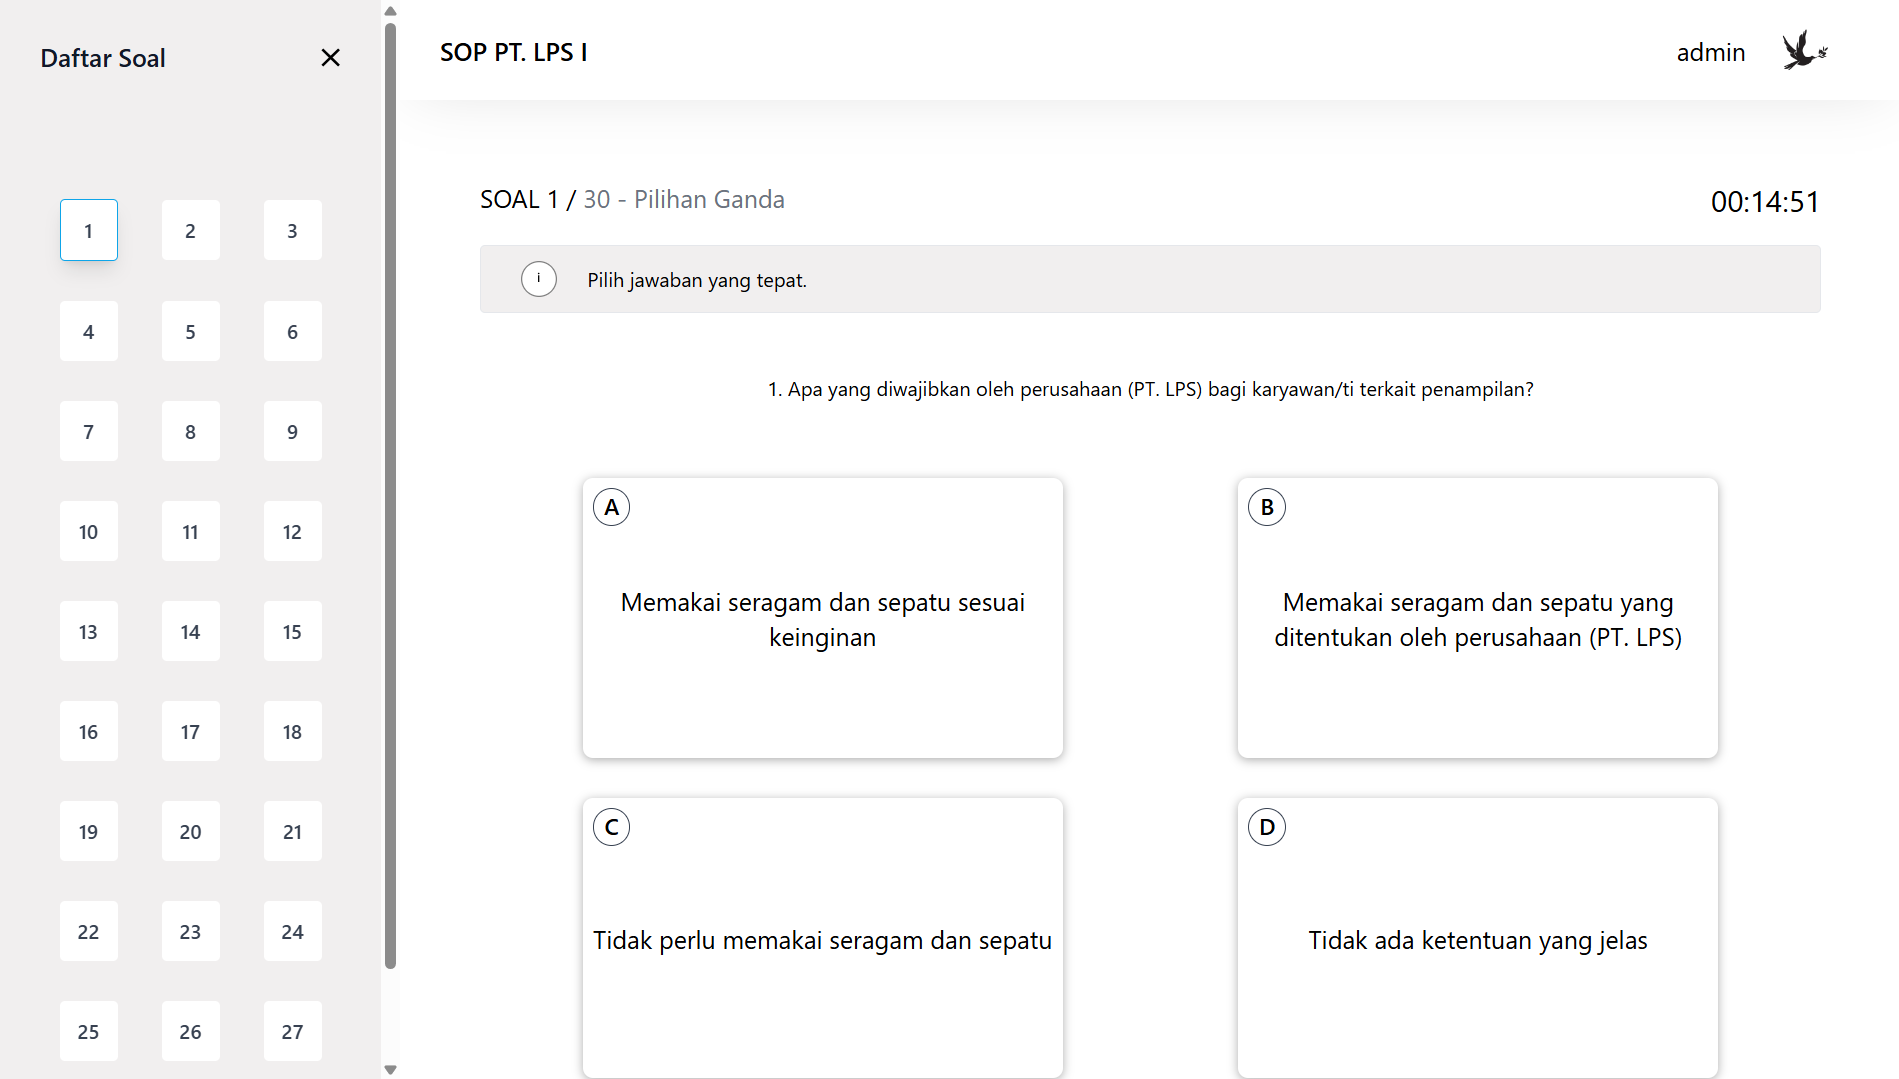 Daftar Soal
1 2 3
4 5 6
7 8 9
10 11 12
13 14 15
16 17 18
19 20 21
22 23 24
25 26 27
SOP PT. LPS I
admin
SOAL 1 / 30 - Pilihan Ganda
00:14:51
i
Pilih jawaban yang tepat.
1. Apa yang diwajibkan oleh perusahaan (PT. LPS) bagi karyawan/ti terkait penampilan?
A
Memakai seragam dan sepatu sesuai
keinginan
B
Memakai seragam dan sepatu yang
ditentukan oleh perusahaan (PT. LPS)
C
Tidak perlu memakai seragam dan sepatu
D
Tidak ada ketentuan yang jelas